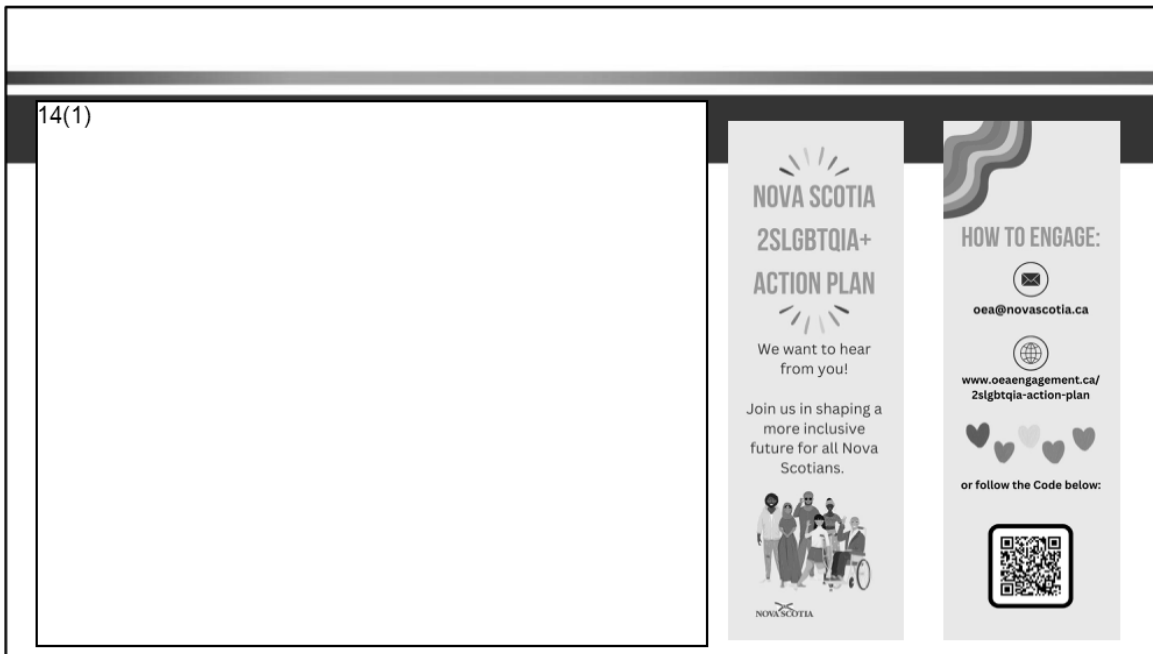 14(1)
NOVA SCOTIA
2SLGBTQIA+
ACTION PLAN
We want to hear
from you!
Join us in shaping a
more inclusive
future for all Nova
Scotians.
NOVA SCOTIA
HOW TO ENGAGE:
oea@novascotia.ca
www.oeaengagement.ca/
2slgbtqia-action-plan
or follow the Code below: